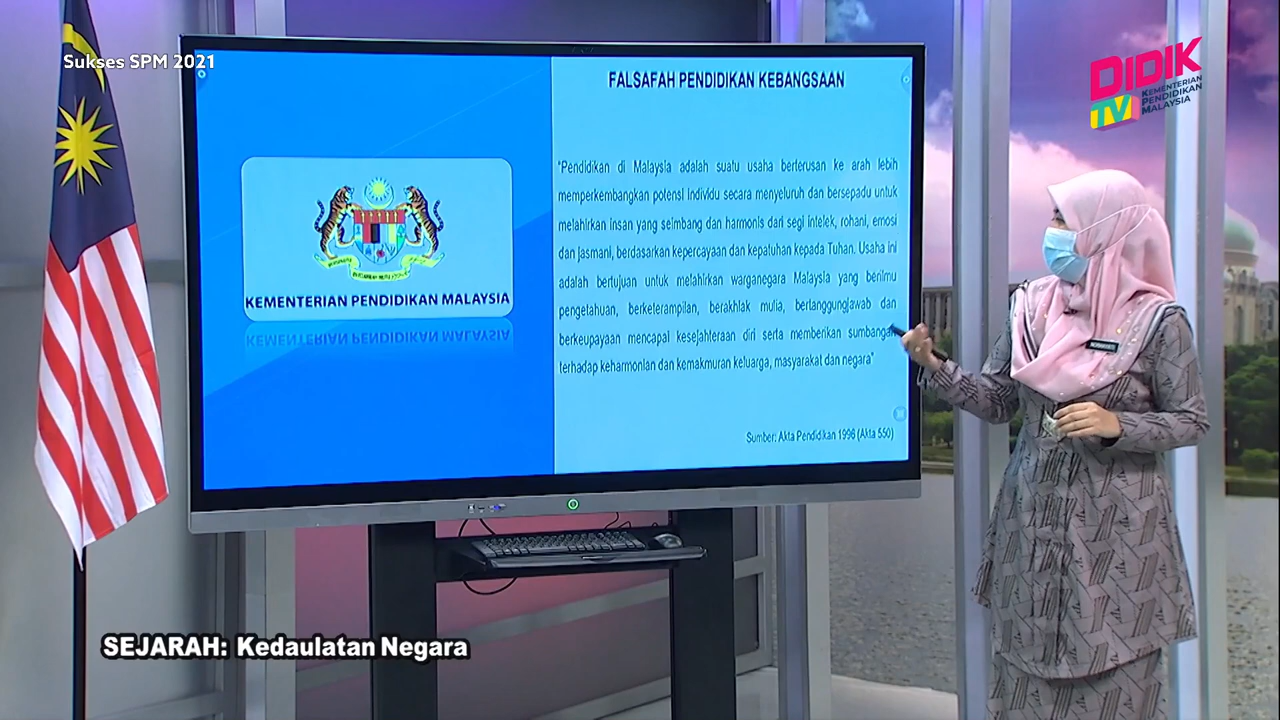 Sukses SPM 2021
DIDIK
TV
KEMENTERIAN
PENDIDIKAN
MALAYSIA
FALSAFAH PENDIDIKAN KEBANGSAAN
"Pendidikan di Malaysia adalah suatu usaha berterusan ke arah lebih
memperkembangkan potensi individu secara menyeluruh dan bersepadu untuk
melahirkan insan yang seimbang dan harmonis dari segi intelek, rohani, emosi
dan jasmani, berdasarkan kepercayaan dan kepatuhan kepada Tuhan. Usaha ini
adalah bertujuan untuk melahirkan warganegara Malaysia yang berilmu
pengetahuan, berketerampilan, berakhlak mulia, bertanggungjawab dan
berkeupayaan mencapai kesejahteraan diri serta memberikan sumbangan
terhadap keharmonian dan kemakmuran keluarga, masyarakat dan negara"
Sumber: Akta Pendidikan 1996 (Akta 550)
KEMENTERIAN PENDIDIKAN MALAYSIA
SEJARAH: Kedaulatan Negara